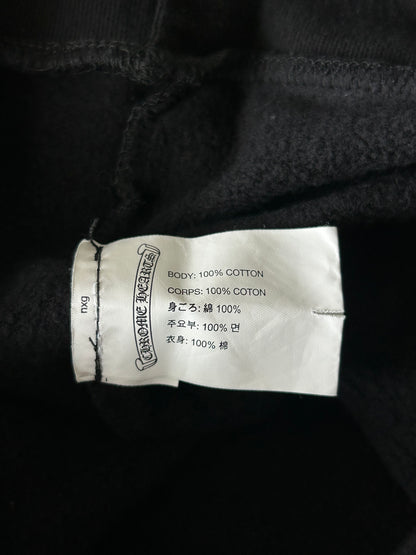 nxg
CHROME HEARTS
BODY: 100% COTTON
CORPS: 100% COTON
身ごろ: 綿 100%
주요부: 100% 면
衣身: 100% 棉